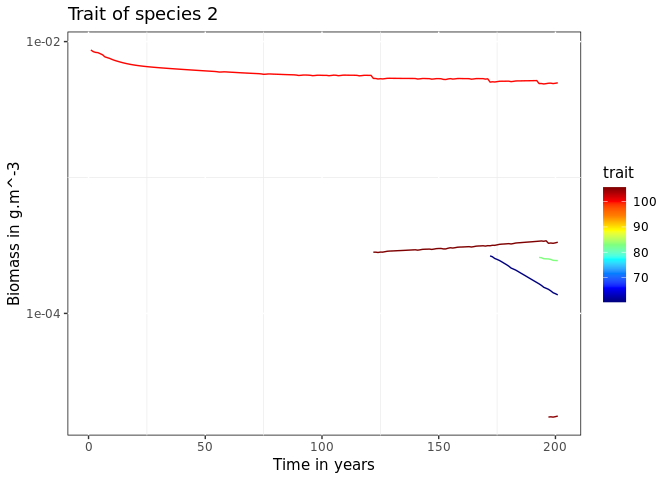 Trait of species 2
1e-02
1e-04
Biomass in g.m^-3
0 50 100 150 200
Time in years
trait
100
90
80
70